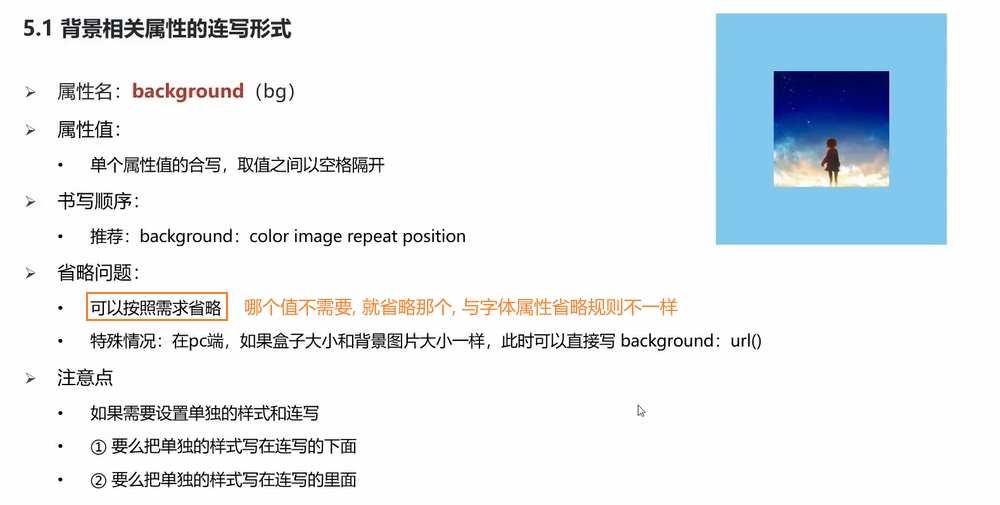 5.1 背景相关属性的连写形式
属性名：background（bg）
属性值：
单个属性值的合写，取值之间以空格隔开
书写顺序：
推荐：background：color image repeat position
省略问题：
可以按照需求省略 哪个值不需要, 就省略那个, 与字体属性省略规则不一样
特殊情况：在pc端，如果盒子大小和背景图片大小一样，此时可以直接写 background：url()
注意点
如果需要设置单独的样式和连写
① 要么把单独的样式写在连写的下面
② 要么把单独的样式写在连写的里面